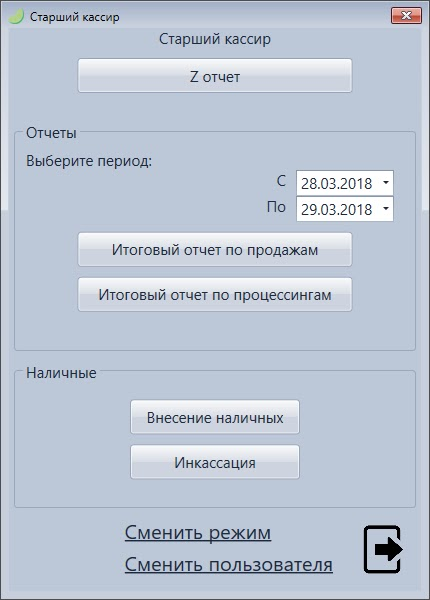 Старший кассир
Старший кассир
Z отчет
Отчеты
Выберите период:
С 28.03.2018
По 29.03.2018
Итоговый отчет по продажам
Итоговый отчет по процессингам
Наличные
Внесение наличных
Инкассация
Сменить режим
Сменить пользователя